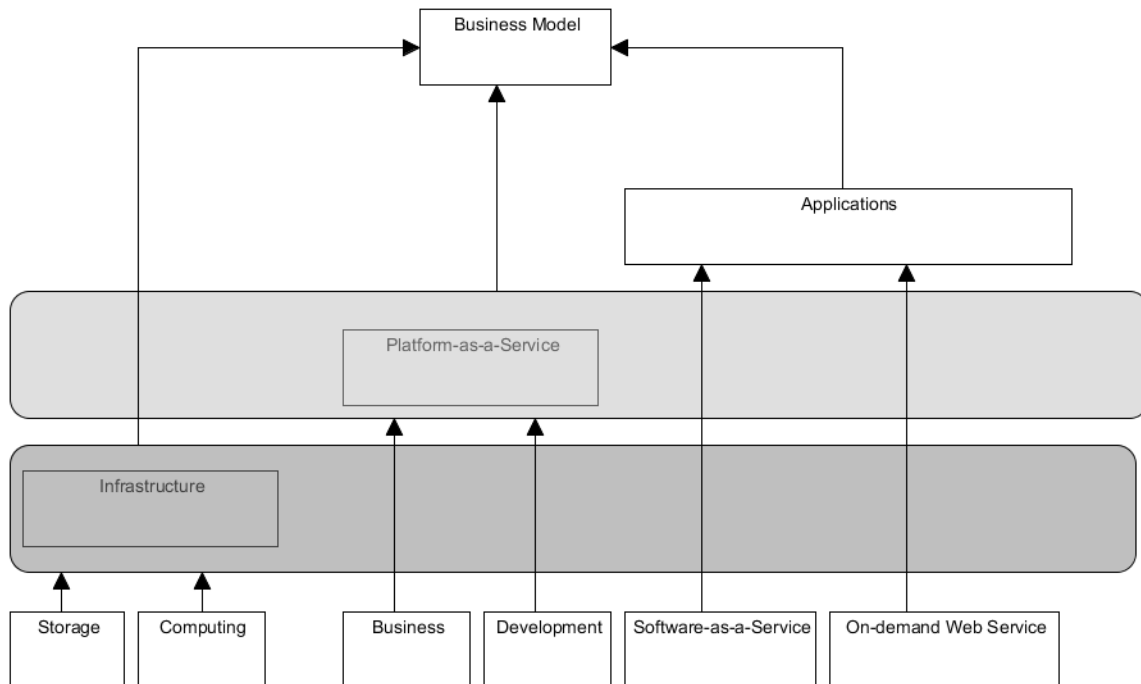 Business Model
Applications
Platform-as-a-Service
Infrastructure
Storage
Computing
Business
Development
Software-as-a-Service
On-demand Web Service